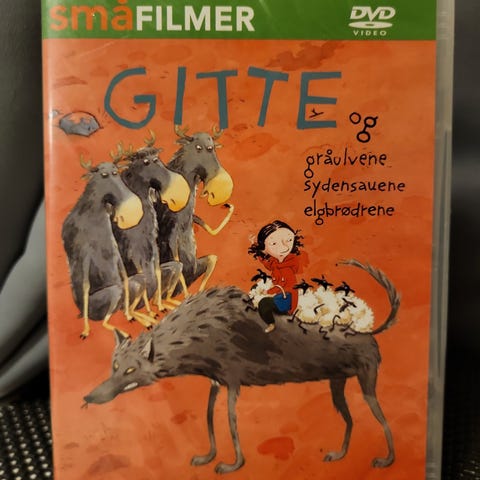 småFILMER
DVD
VIDEO
GITTE og
gråulvene
sydensauene
elgbrødrene